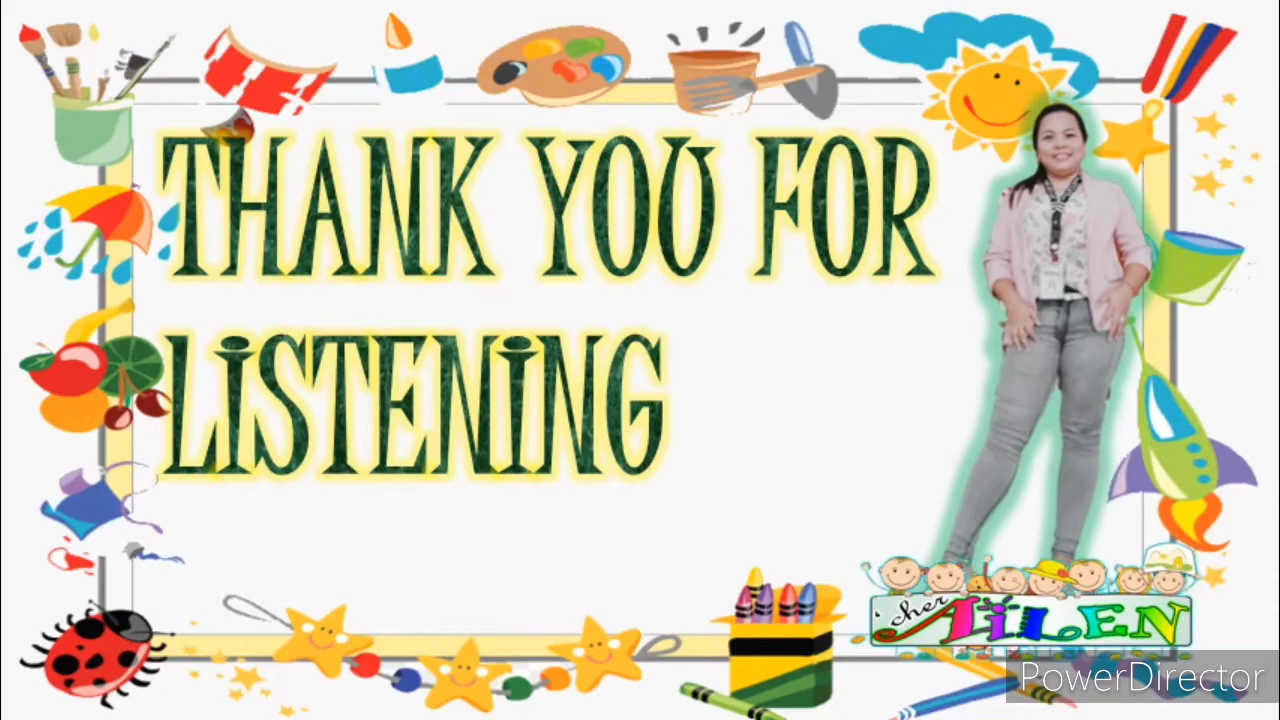 THANK YOU FOR
LiSTENiNG
'cher
AiLEN
PowerDirector